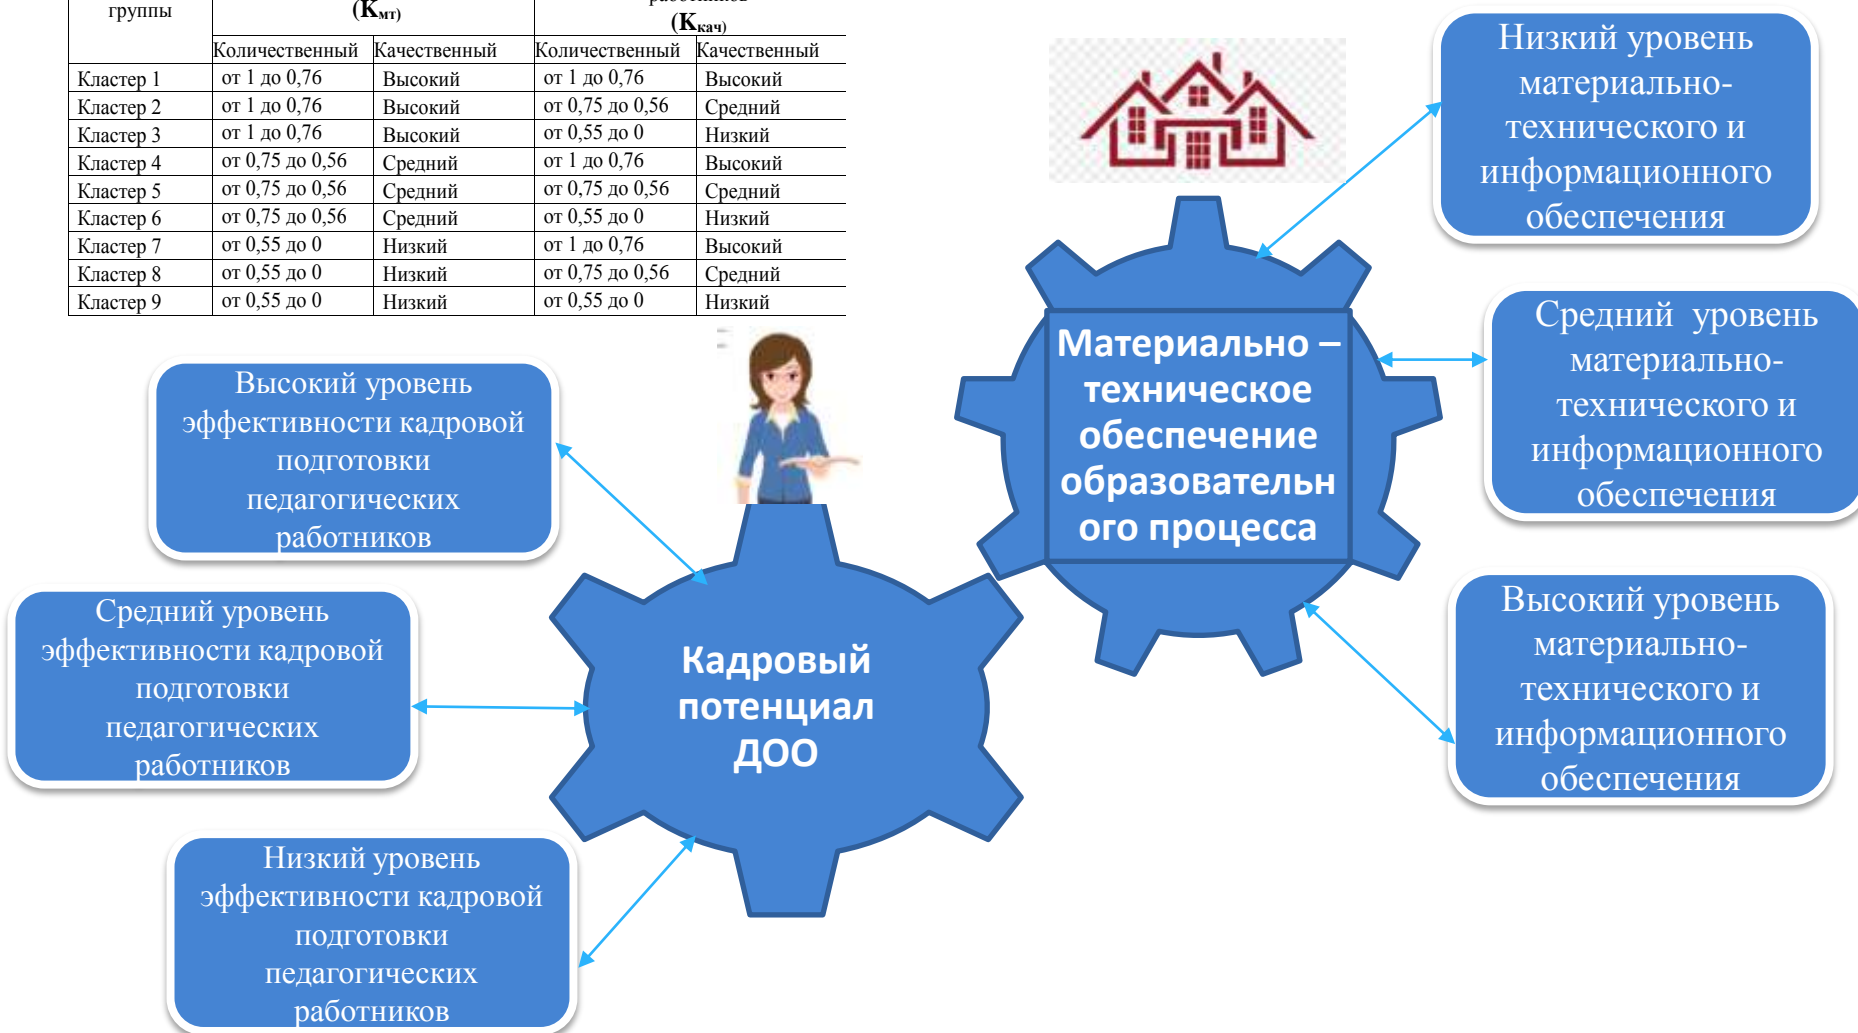 группы
(Kмт)
работников
(Kкач)
Количественный Качественный Количественный Качественный
Кластер 1 от 1 до 0,76 Высокий от 1 до 0,76 Высокий
Кластер 2 от 1 до 0,76 Высокий от 0,75 до 0,56 Средний
Кластер 3 от 1 до 0,76 Высокий от 0,55 до 0 Низкий
Кластер 4 от 0,75 до 0,56 Средний от 1 до 0,76 Высокий
Кластер 5 от 0,75 до 0,56 Средний от 0,75 до 0,56 Средний
Кластер 6 от 0,75 до 0,56 Средний от 0,55 до 0 Низкий
Кластер 7 от 0,55 до 0 Низкий от 1 до 0,76 Высокий
Кластер 8 от 0,55 до 0 Низкий от 0,75 до 0,56 Средний
Кластер 9 от 0,55 до 0 Низкий от 0,55 до 0 Низкий
Высокий уровень
эффективности кадровой
подготовки
педагогических
работников
Средний уровень
эффективности кадровой
подготовки
педагогических
работников
Низкий уровень
эффективности кадровой
подготовки
педагогических
работников
Кадровый
потенциал
ДОО
Материально –
техническое
обеспечение
образовательн
ого процесса
Низкий уровень
материально-
технического и
информационного
обеспечения
Средний уровень
материально-
технического и
информационного
обеспечения
Высокий уровень
материально-
технического и
информационного
обеспечения